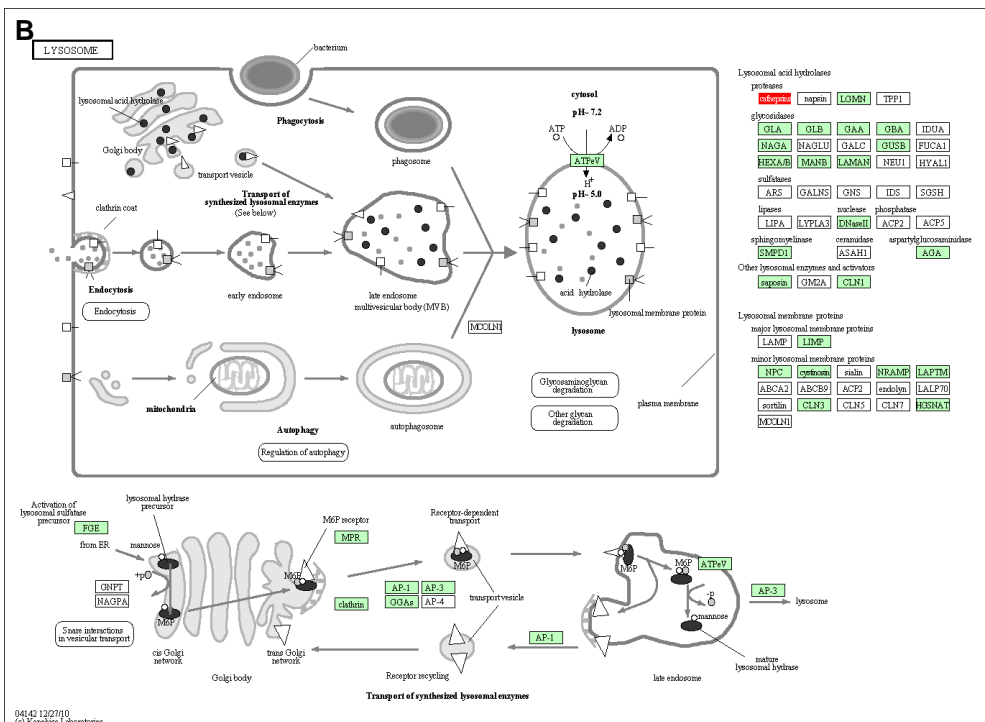 B
LYSOSOME
bacterium
lysosomal acid hydrolase
Golgi body
Phagocytosis
phagosome
transport vesicle
Transport of
synthesized lysosomal enzymes
(See below)
clathrin coat
Endocytosis
Endocytosis
early endosome
late endosome
multivesicular body (MVB)
cytosol
pH~ 7.2
ATP
ADP
ATPeV
H+
pH~ 5.0
acid hydrolase
lysosomal membrane protein
lysosome
MCOLN1
mitochondria
Autophagy
Regulation of autophagy
autophagosome
Glycosaminoglycan
degradation
Other glycan
degradation
plasma membrane
Lysosomal acid hydrolases
proteases
cathepsins napsin LGMN TPP1
glycosidases
GLA GLB GAA GBA IDUA
NAGA NAGLU GALC GUSB FUCA1
HEXA/B MANB LAMAN NEU1 HYAL1
sulfatases
ARS GALNS GNS IDS SGSH
lipases nuclease phosphatase
LIPA LYPLA3 DNaseII ACP2 ACP5
sphingomyelinase ceramidase aspartylglucosaminidase
SMPD1 ASAH1 AGA
Other lysosomal enzymes and activators
saposin GM2A CLN1
Lysosomal membrane proteins
major lysosomal membrane proteins
LAMP LIMP
minor lysosomal membrane proteins
NPC cystinosin sialin NRAMP LAPTM
ABCA2 ABCB9 ACP2 endolyn LALP70
sortilin CLN3 CLN5 CLN7 HGSNAT
MCOLN1
Activation of
lysosomal sulfatase
precursor
FGE
from ER
lysosomal hydrase
precursor
mannose
+p
GNPT
NAGPA
M6P
Snare interactions
in vesicular transport
cis Golgi
network
Golgi body
trans Golgi
network
M6P
M6P receptor
MPR
clathrin
AP-1 AP-3
GGAs AP-4
Receptor-dependent
transport
M6P
transport vesicle
Receptor recycling
AP-1
M6P
M6P
ATPeV
-p
mannose
mature
lysosomal hydrase
late endosome
AP-3
lysosome
Transport of synthesized lysosomal enzymes
04142 12/27/10
(c) Kanehisa Laboratories